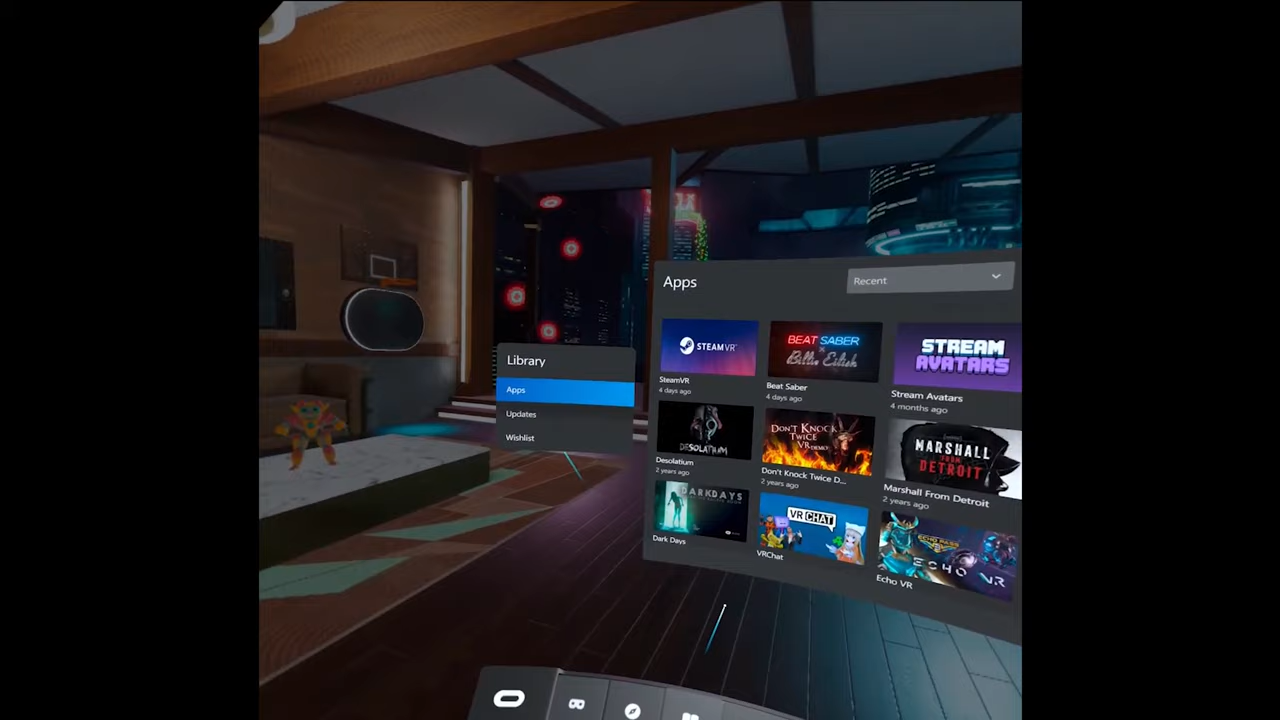 Apps
Recent
Library
Apps
Updates
Wishlist
STEAMVR
SteamVR
4 days ago
BEAT SABER
X
Billie Eilish
Beat Saber
4 days ago
STREAM
AVATARS
Stream Avatars
4 months ago
DESOLATIUM
Desolatium
2 years ago
DON'T KNOCK
TWICE
VR DEMO
Don't Knock Twice D...
2 years ago
MARSHALL
FROM
DETROIT
Marshall From Detroit
2 years ago
DARKDAYS
Dark Days
VRCHAT
VRChat
ECHO VR
Echo VR